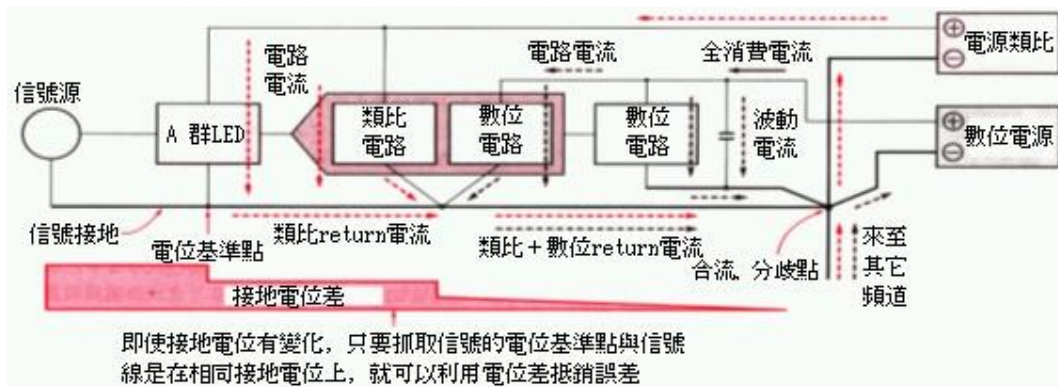 電源類比
電路
電流
電路電流
全消費電流
信號源
A 群LED
類比
電路
數位
電路
數位
電路
波動
電流
數位電源
信號接地
電位基準點
類比return電流
類比＋數位return電流
合流、分歧點
來至
其它
頻道
接地電位差
即使接地電位有變化，只要抓取信號的電位基準點與信號
線是在相同接地電位上，就可以利用電位差抵銷誤差